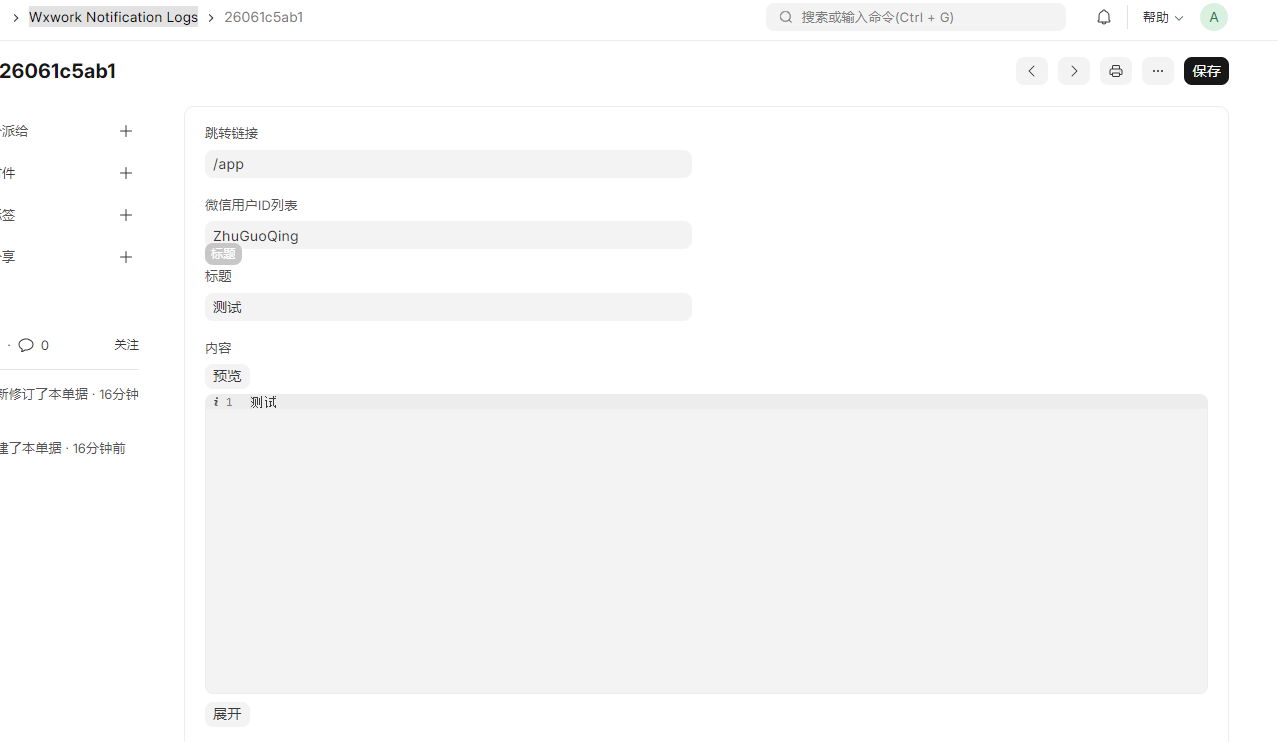 Wxwork Notification Logs 26061c5ab1 搜索或输入命令(Ctrl + G) 帮助 A
26061c5ab1 保存
派给
件
签
享
· 0 关注
新修订了本单据 · 16分钟
建了本单据 · 16分钟前
跳转链接
/app
微信用户ID列表
ZhuGuoQing
标题
标题
测试
内容
预览
i 1 测试
展开